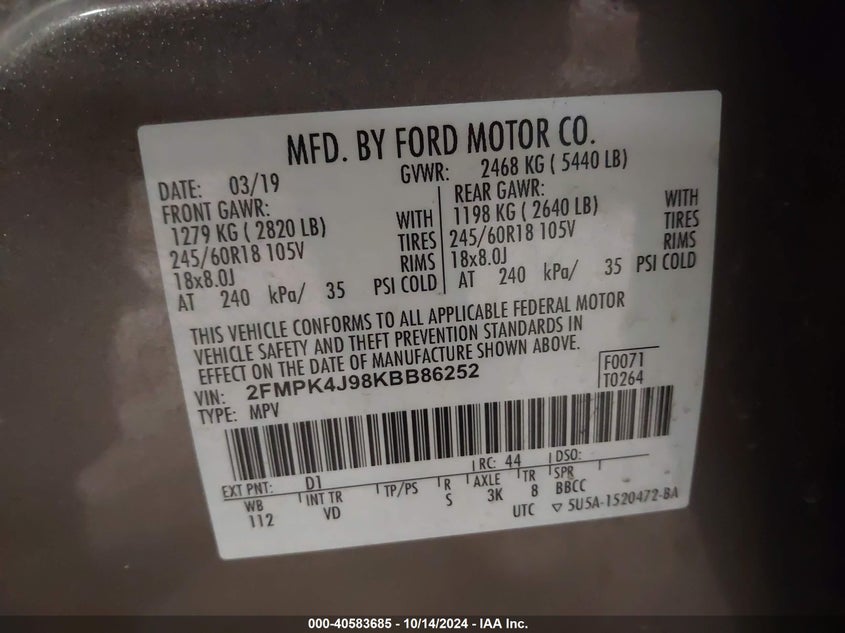 MFD. BY FORD MOTOR CO.
DATE: 03/19 GVWR: 2468 KG ( 5440 LB)
FRONT GAWR:
1279 KG ( 2820 LB) WITH
245/60R18 105V TIRES
18x8.0J RIMS
AT 240 kPa/ 35 PSI COLD
REAR GAWR:
1198 KG ( 2640 LB) WITH
245/60R18 105V TIRES
18x8.0J RIMS
AT 240 kPa/ 35 PSI COLD
THIS VEHICLE CONFORMS TO ALL APPLICABLE FEDERAL MOTOR
VEHICLE SAFETY AND THEFT PREVENTION STANDARDS IN
EFFECT ON THE DATE OF MANUFACTURE SHOWN ABOVE.
VIN: 2FMPK4J98KBB86252
TYPE: MPV
F0071
T0264
EXT PNT: D1 RC: 44 DSO:
WB INT TR TP/PS R AXLE TR SPR
112 VD S 3K 8 BBCC
UTC ▽ 5U5A-1520472-BA
000-40583685 - 10/14/2024 - IAA Inc.